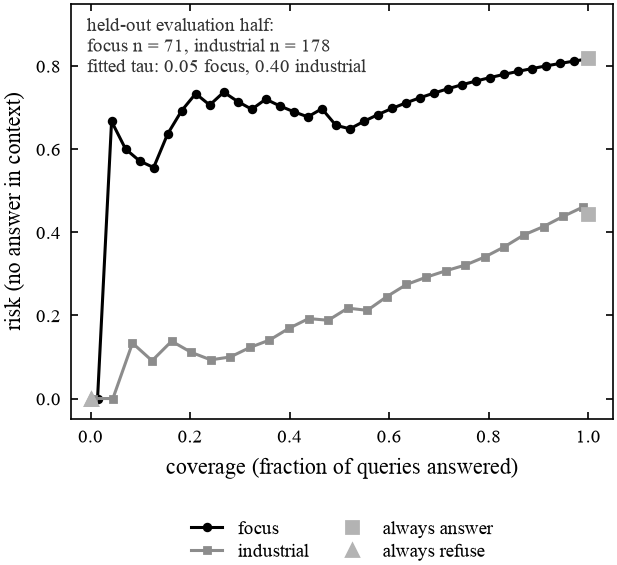 held-out evaluation half:
focus n = 71, industrial n = 178
fitted tau: 0.05 focus, 0.40 industrial
risk (no answer in context)
0.8
0.6
0.4
0.2
0.0
0.0 0.2 0.4 0.6 0.8 1.0
coverage (fraction of queries answered)
focus
industrial
always answer
always refuse